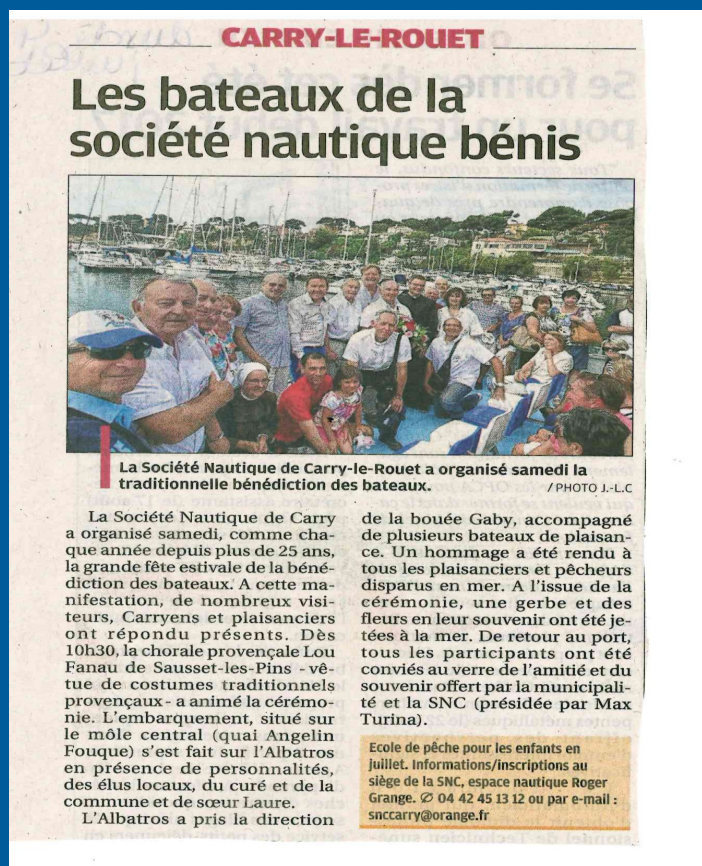 CARRY-LE-ROUET
Les bateaux de la
société nautique bénis
La Société Nautique de Carry-le-Rouet a organisé samedi la
traditionnelle bénédiction des bateaux.
/ PHOTO J.-L.C
La Société Nautique de Carry
a organisé samedi, comme cha-
que année depuis plus de 25 ans,
la grande fête estivale de la béné-
diction des bateaux. A cette ma-
nifestation, de nombreux visi-
teurs, Carryens et plaisanciers
ont répondu présents. Dès
10h30, la chorale provençale Lou
Fanau de Sausset-les-Pins - vê-
tue de costumes traditionnels
provençaux - a animé la cérémo-
nie. L'embarquement, situé sur
le môle central (quai Angelin
Fouque) s'est fait sur l'Albatros
en présence de personnalités,
des élus locaux, du curé et de la
commune et de sœur Laure.
L'Albatros a pris la direction
de la bouée Gaby, accompagné
de plusieurs bateaux de plaisan-
ce. Un hommage a été rendu à
tous les plaisanciers et pêcheurs
disparus en mer. A l'issue de la
cérémonie, une gerbe et des
fleurs en leur souvenir ont été je-
tées à la mer. De retour au port,
tous les participants ont été
conviés au verre de l'amitié et du
souvenir offert par la municipali-
té et la SNC (présidée par Max
Turina).
Ecole de pêche pour les enfants en
juillet. Informations/inscriptions au
siège de la SNC, espace nautique Roger
Grange. ✆ 04 42 45 13 12 ou par e-mail :
snccarry@orange.fr